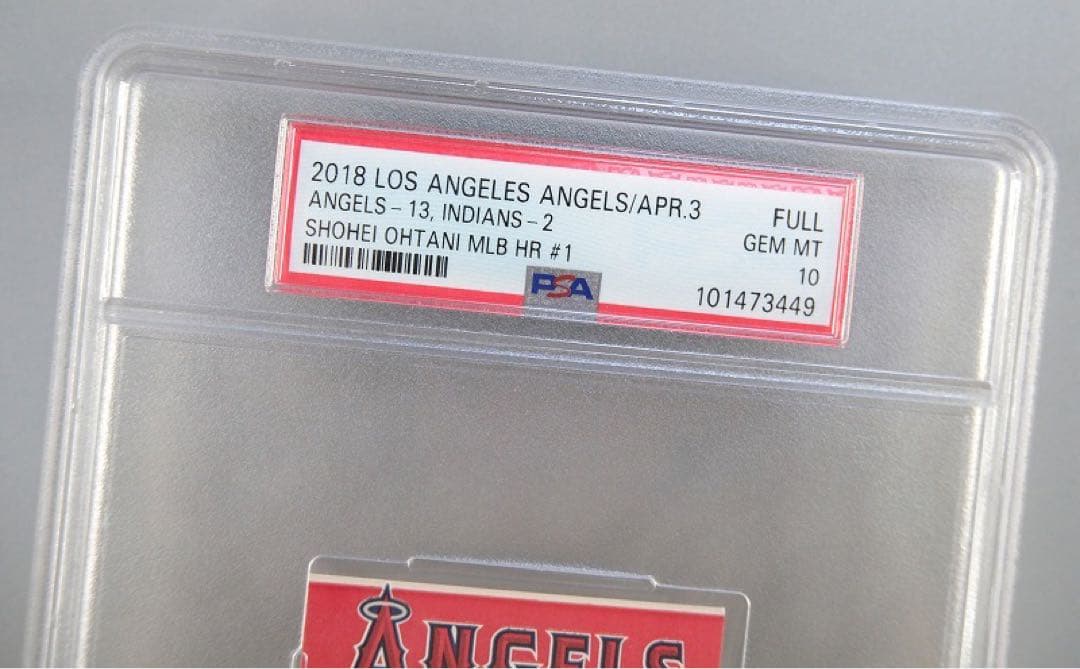 2018 LOS ANGELES ANGELS/APR.3 FULL
ANGELS - 13, INDIANS - 2 GEM MT
SHOHEI OHTANI MLB HR #1 10
PSA 101473449
ANGELS